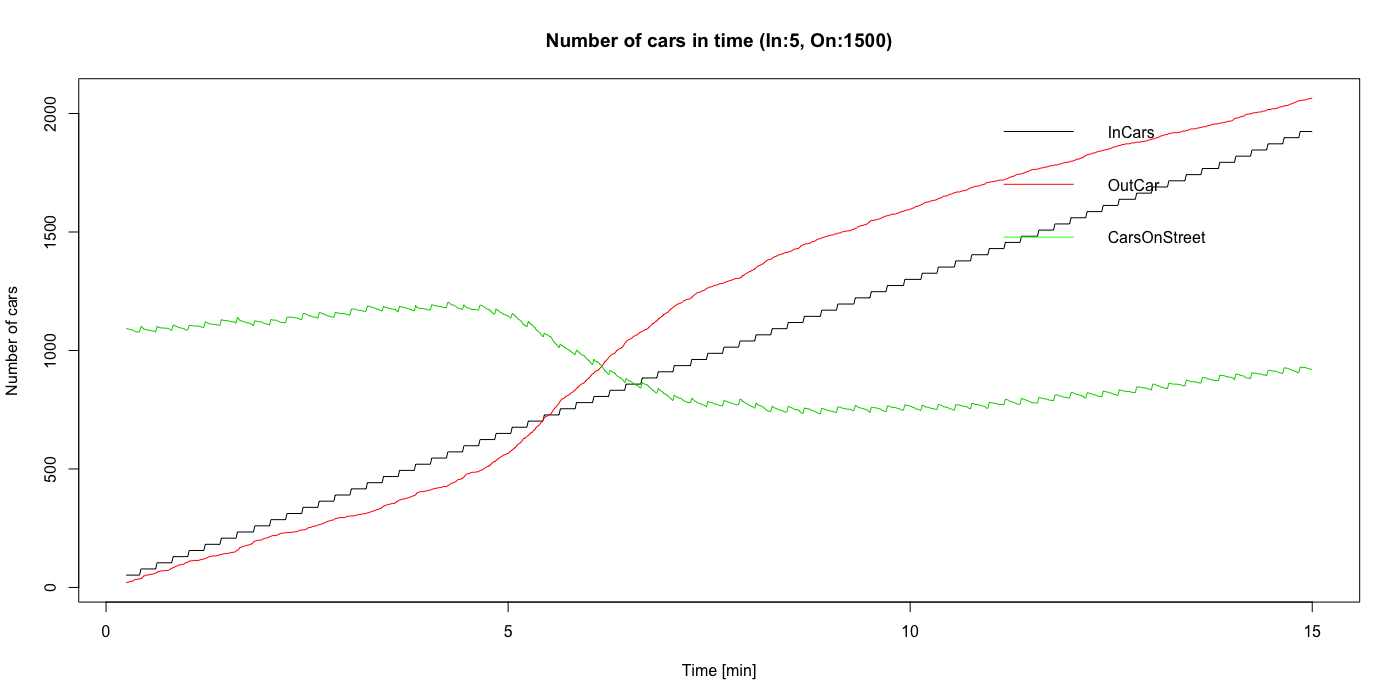 Number of cars in time (In:5, On:1500)
2000
1500
1000
500
0
Number of cars
InCars
OutCar
CarsOnStreet
0 5 10 15
Time [min]